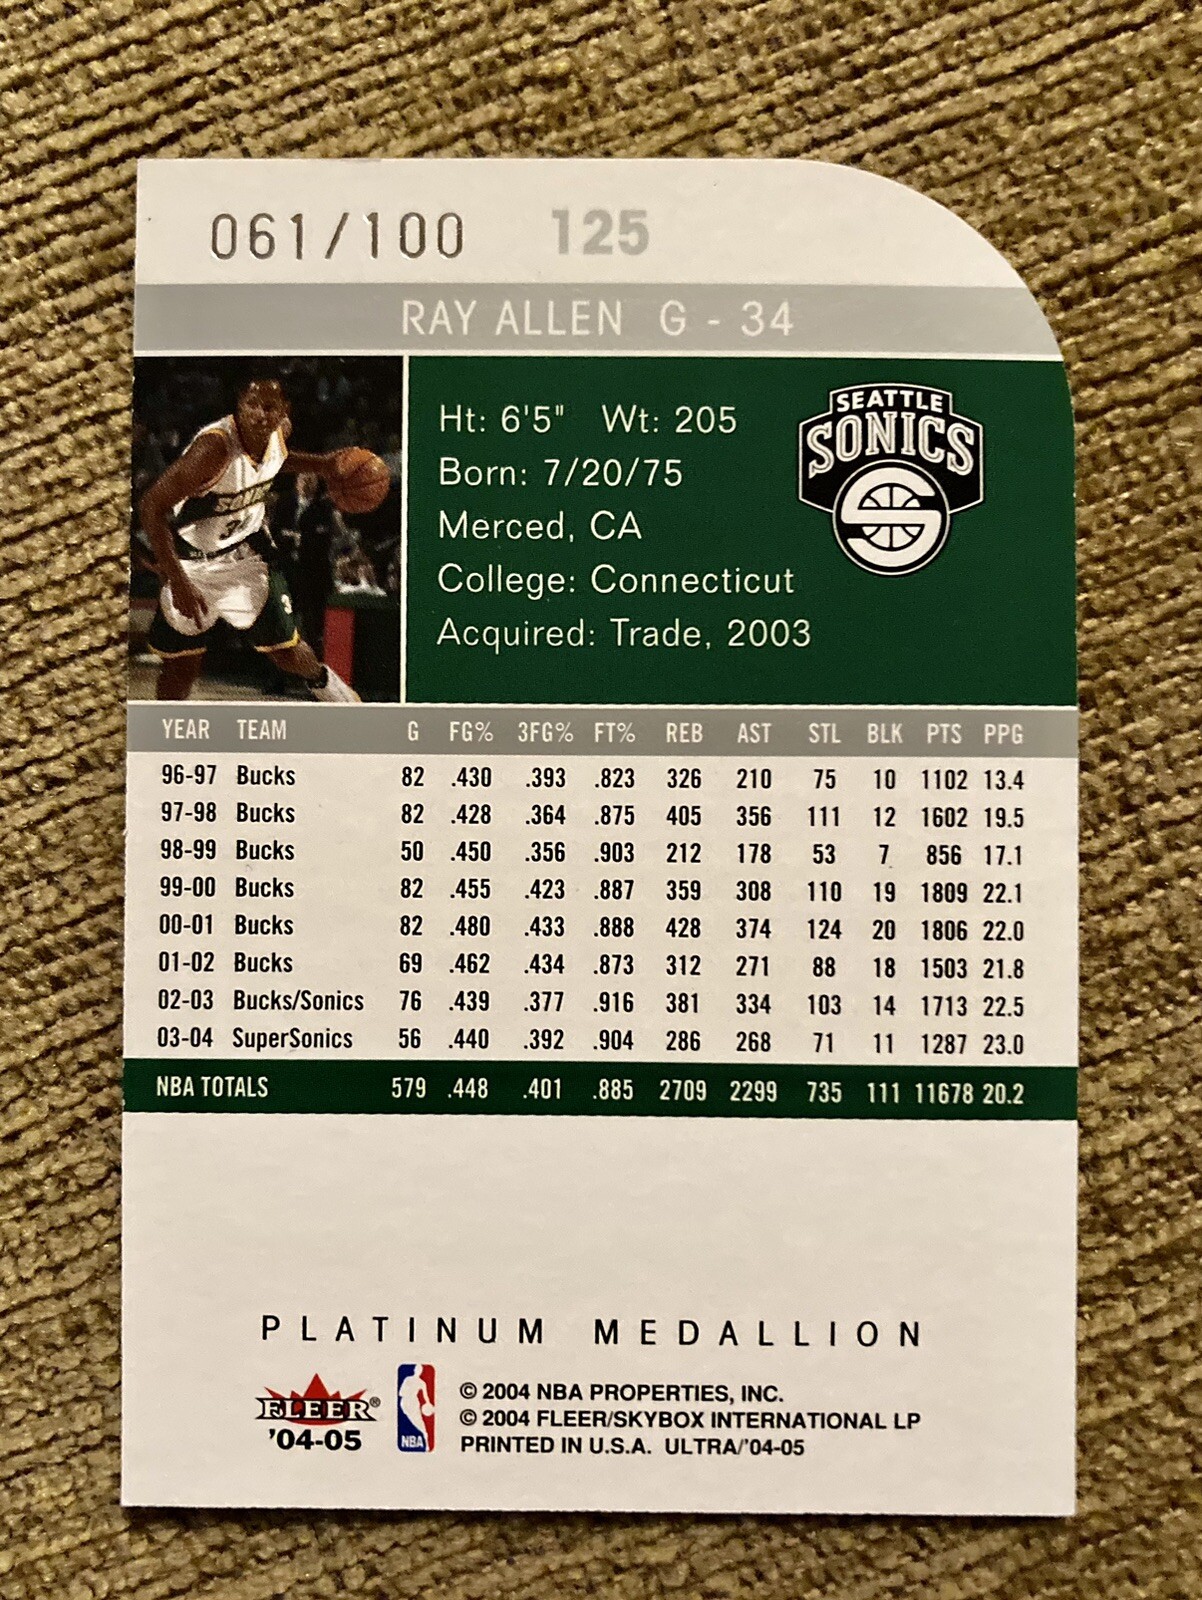 061/100 125
RAY ALLEN G - 34
Ht: 6'5" Wt: 205
Born: 7/20/75
Merced, CA
College: Connecticut
Acquired: Trade, 2003
SEATTLE
SONICS
YEAR TEAM G FG% 3FG% FT% REB AST STL BLK PTS PPG
96-97 Bucks 82 .430 .393 .823 326 210 75 10 1102 13.4
97-98 Bucks 82 .428 .364 .875 405 356 111 12 1602 19.5
98-99 Bucks 50 .450 .356 .903 212 178 53 7 856 17.1
99-00 Bucks 82 .455 .423 .887 359 308 110 19 1809 22.1
00-01 Bucks 82 .480 .433 .888 428 374 124 20 1806 22.0
01-02 Bucks 69 .462 .434 .873 312 271 88 18 1503 21.8
02-03 Bucks/Sonics 76 .439 .377 .916 381 334 103 14 1713 22.5
03-04 SuperSonics 56 .440 .392 .904 286 268 71 11 1287 23.0
NBA TOTALS 579 .448 .401 .885 2709 2299 735 111 11678 20.2
PLATINUM MEDALLION
FLEER®
'04-05
NBA
© 2004 NBA PROPERTIES, INC.
© 2004 FLEER/SKYBOX INTERNATIONAL LP
PRINTED IN U.S.A. ULTRA/'04-05